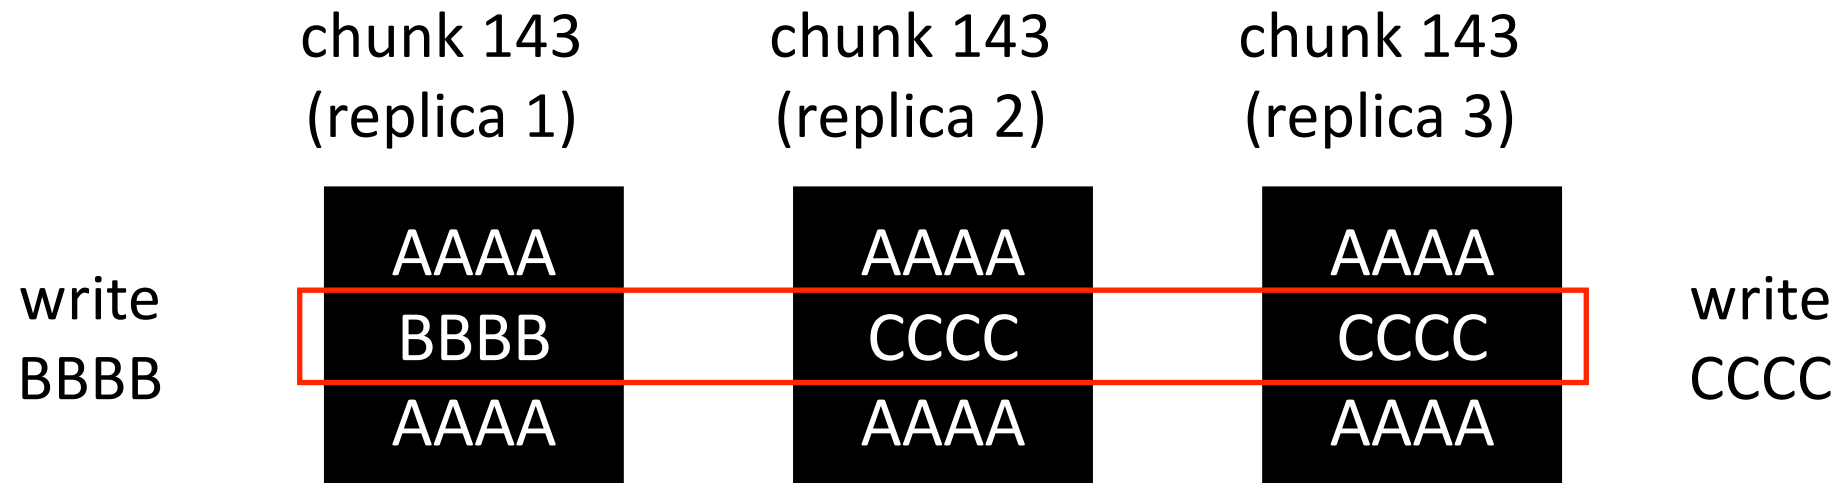 chunk 143
(replica 1)
chunk 143
(replica 2)
chunk 143
(replica 3)
write
BBBB
AAAA
BBBB
AAAA
AAAA
CCCC
AAAA
AAAA
CCCC
AAAA
write
CCCC